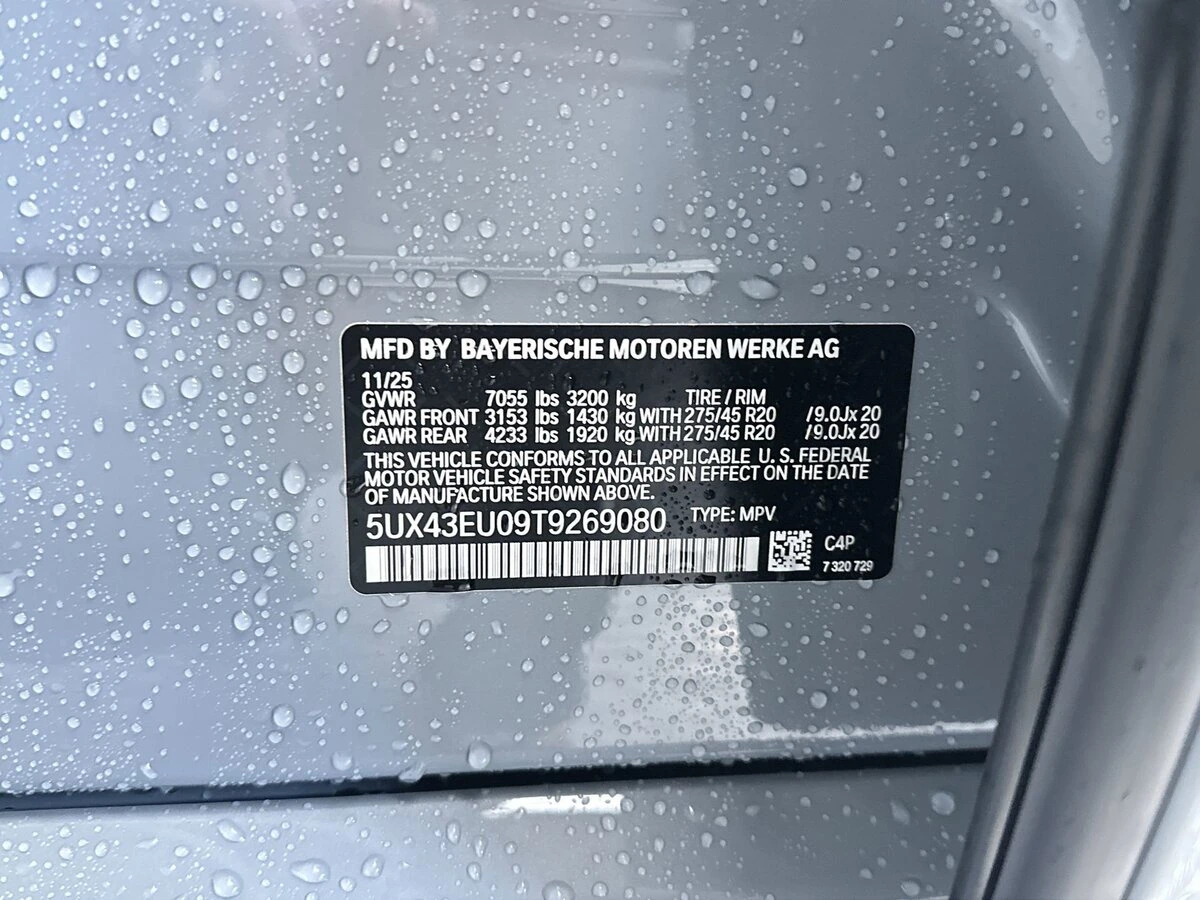 MFD BY BAYERISCHE MOTOREN WERKE AG
11/25
GVWR 7055 lbs 3200 kg TIRE / RIM
GAWR FRONT 3153 lbs 1430 kg WITH 275/45 R20 /9.0Jx 20
GAWR REAR 4233 lbs 1920 kg WITH 275/45 R20 /9.0Jx 20
THIS VEHICLE CONFORMS TO ALL APPLICABLE U. S. FEDERAL
MOTOR VEHICLE SAFETY STANDARDS IN EFFECT ON THE DATE
OF MANUFACTURE SHOWN ABOVE.
5UX43EU09T9269080 TYPE: MPV
C4P
7 320 729